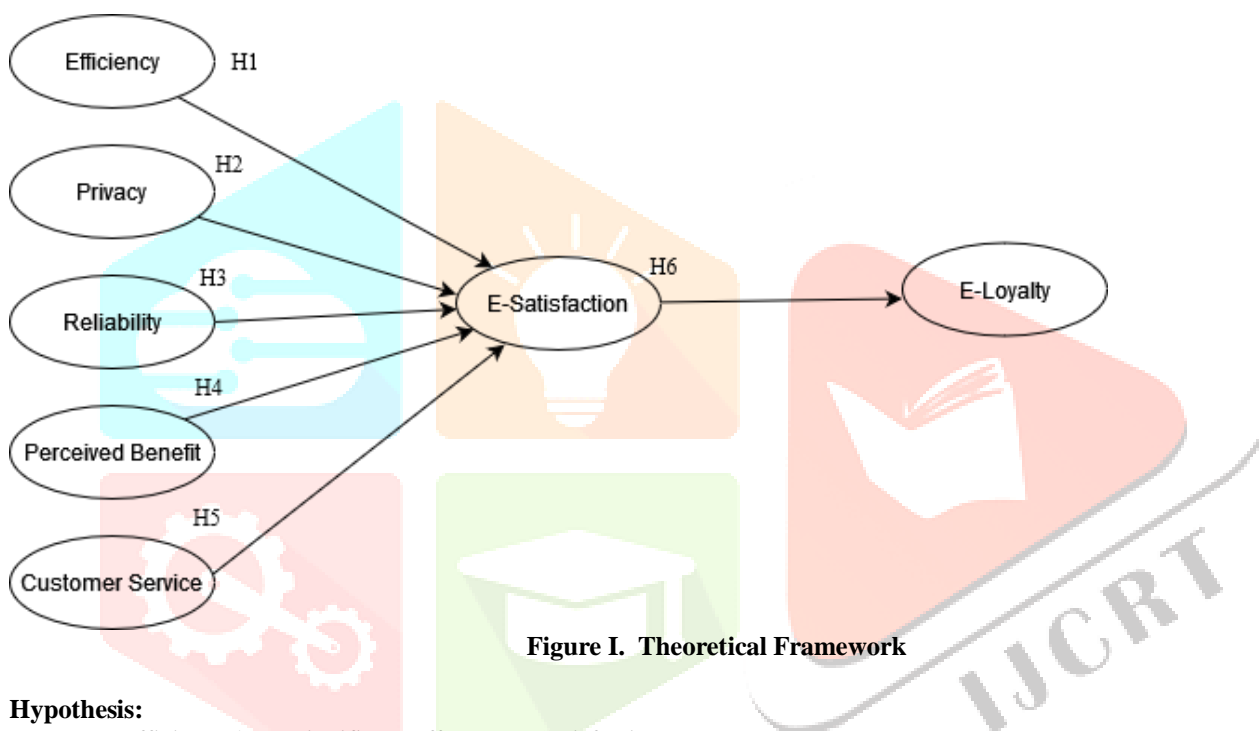 Efficiency
H1
Privacy
H2
Reliability
H3
Perceived Benefit
H4
Customer Service
H5
E-Satisfaction
H6
E-Loyalty
Figure I. Theoretical Framework
IJCRT
Hypothesis: